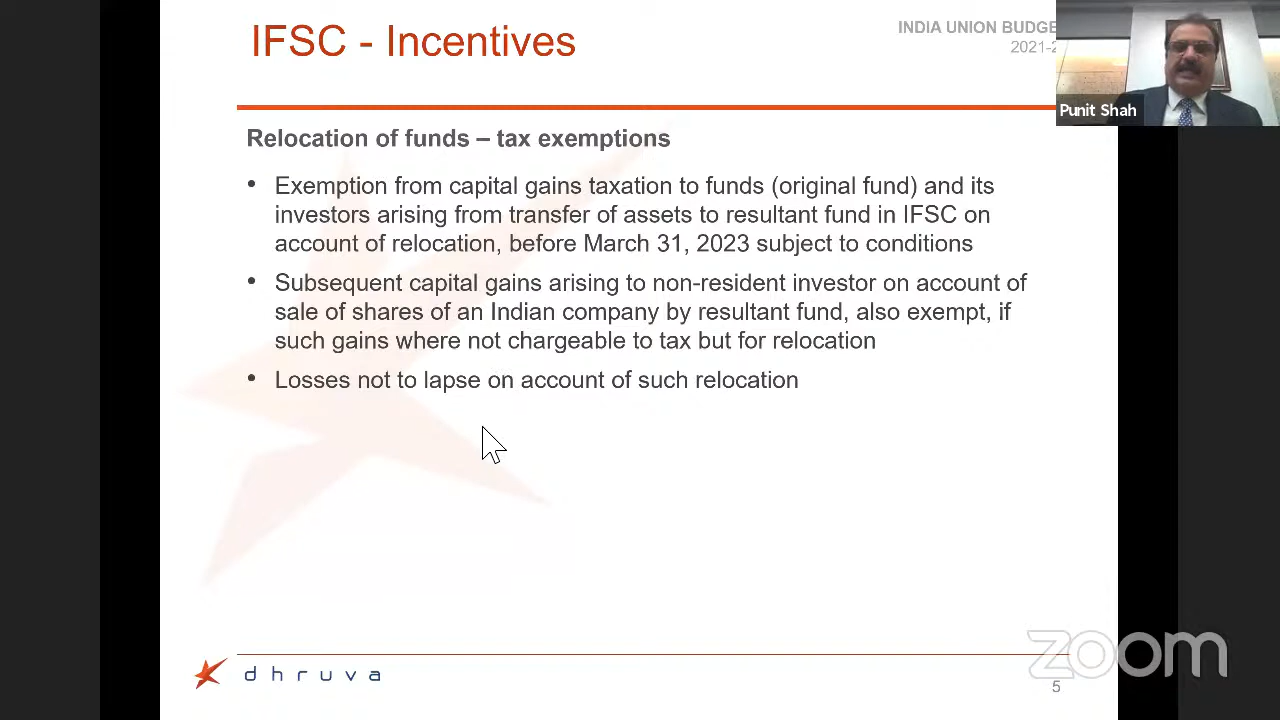 IFSC - Incentives
INDIA UNION BUDGE
2021-2
Punit Shah
Relocation of funds – tax exemptions
• Exemption from capital gains taxation to funds (original fund) and its
investors arising from transfer of assets to resultant fund in IFSC on
account of relocation, before March 31, 2023 subject to conditions
• Subsequent capital gains arising to non-resident investor on account of
sale of shares of an Indian company by resultant fund, also exempt, if
such gains where not chargeable to tax but for relocation
• Losses not to lapse on account of such relocation
dhruva
zoom
5